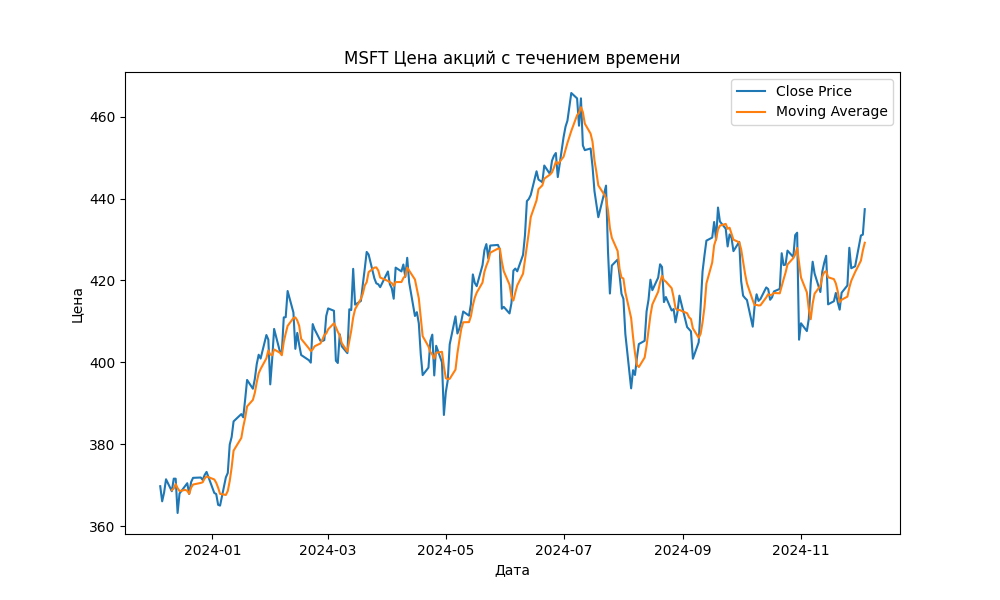 MSFT Цена акций с течением времени
Close Price
Moving Average
Цена
460
440
420
400
380
360
2024-01
2024-03
2024-05
2024-07
2024-09
2024-11
Дата